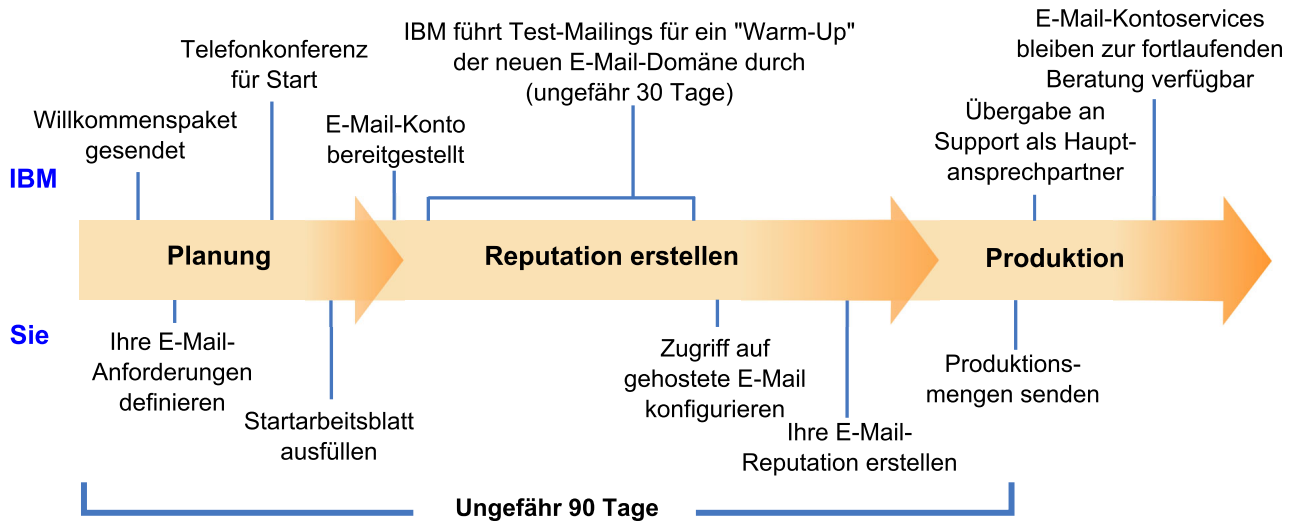 Telefonkonferenz
für Start
IBM führt Test-Mailings für ein "Warm-Up"
der neuen E-Mail-Domäne durch
(ungefähr 30 Tage)
E-Mail-Kontoservices
bleiben zur fortlaufenden
Beratung verfügbar
Willkommenspaket
gesendet
E-Mail-Konto
bereitgestellt
Übergabe an
Support als Haupt-
ansprechpartner
IBM
Planung
Reputation erstellen
Produktion
Sie
Ihre E-Mail-
Anforderungen
definieren
Startarbeitsblatt
ausfüllen
Zugriff auf
gehostete E-Mail
konfigurieren
Ihre E-Mail-
Reputation erstellen
Produktions-
mengen senden
Ungefähr 90 Tage